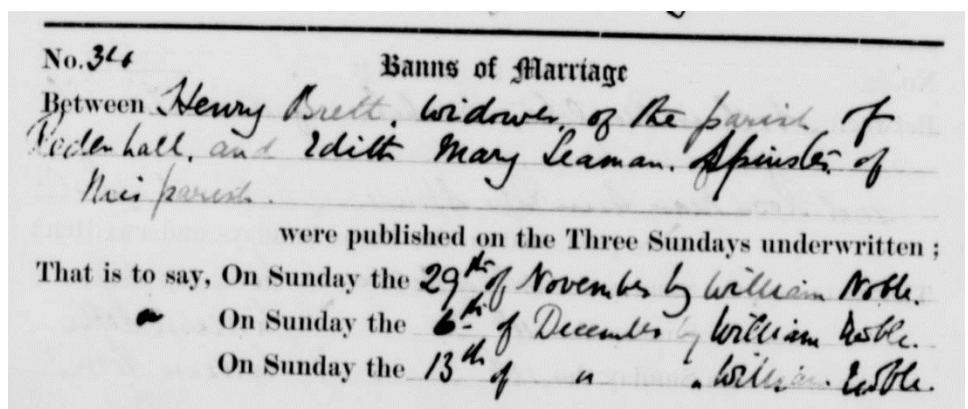 No. 34
Banns of Marriage
Between Henry Brett, widower, of the parish of
Redenhall, and Edith Mary Seaman. Spinster of
this parish.
were published on the Three Sundays underwritten;
That is to say, On Sunday the 29th of November by William Noble.
On Sunday the 6th of December by William Noble.
On Sunday the 13th of " " William Noble.